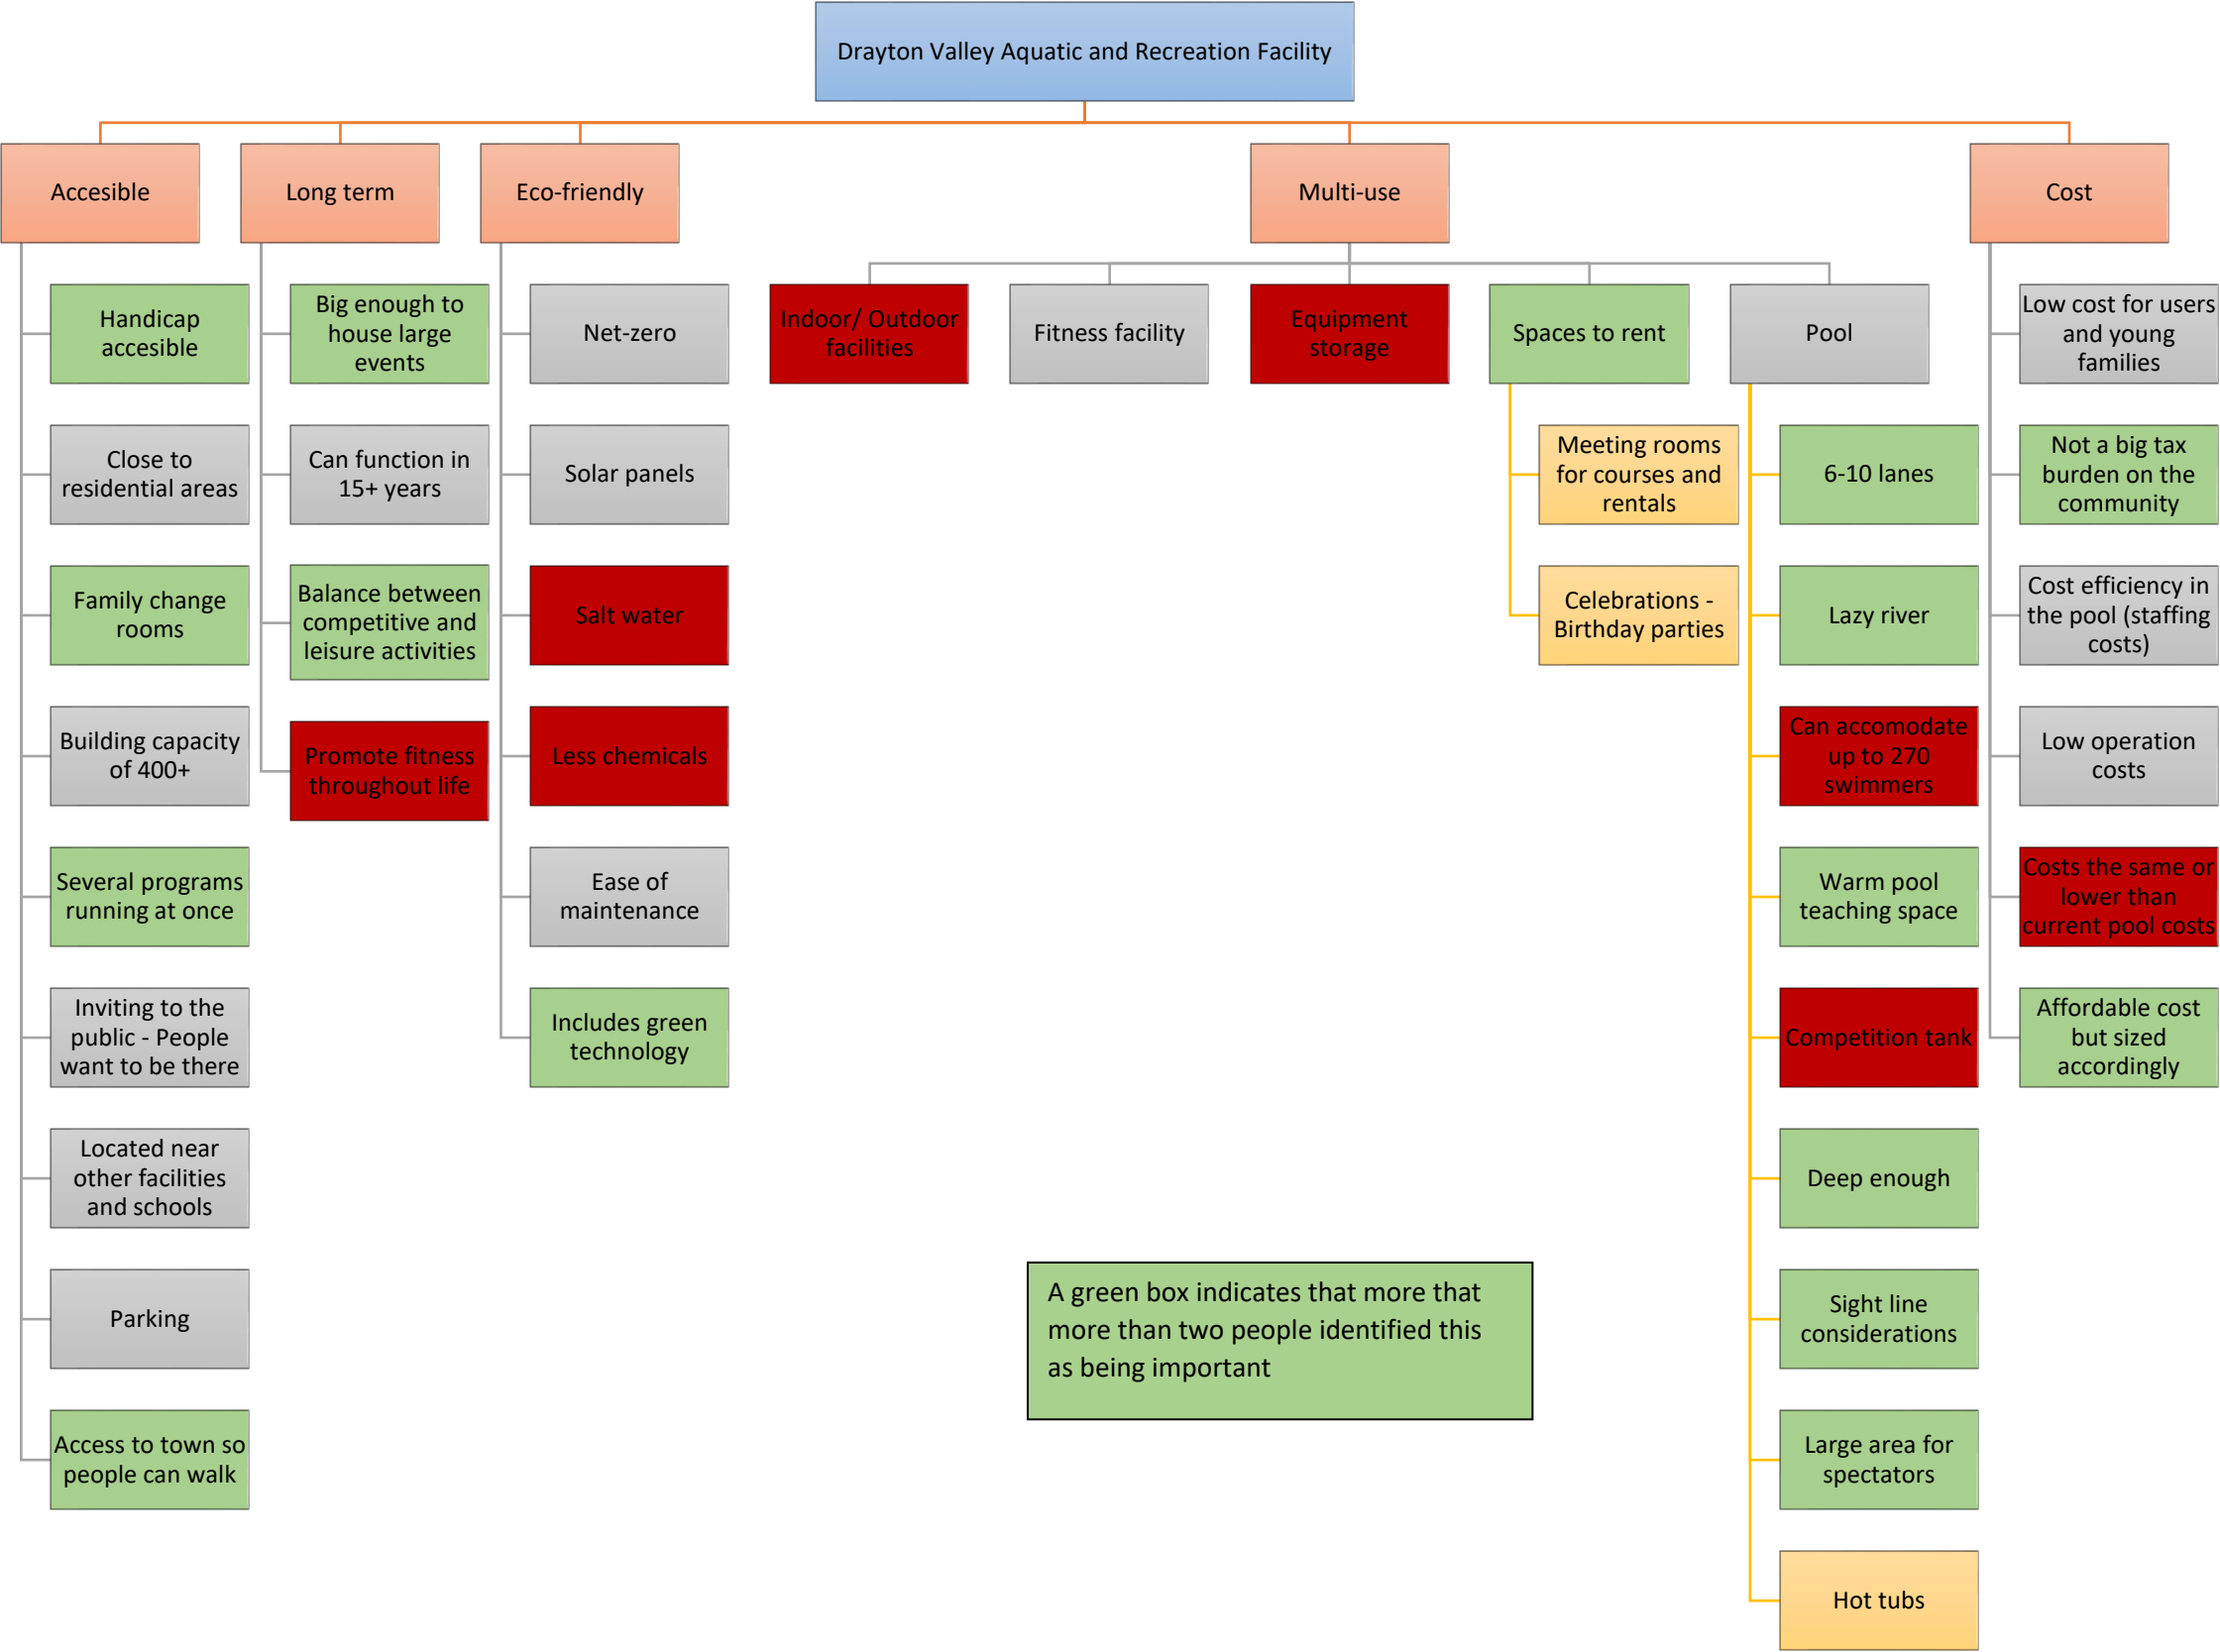 Drayton Valley Aquatic and Recreation Facility
Accesible
Long term
Eco-friendly
Multi-use
Cost
Handicap
accesible
Close to
residential areas
Family change
rooms
Building capacity
of 400+
Several programs
running at once
Inviting to the
public - People
want to be there
Located near
other facilities
and schools
Parking
Access to town so
people can walk
Big enough to
house large
events
Can function in
15+ years
Balance between
competitive and
leisure activities
Promote fitness
throughout life
Net-zero
Solar panels
Salt water
Less chemicals
Ease of
maintenance
Includes green
technology
Indoor/ Outdoor
facilities
Fitness facility
Equipment
storage
Spaces to rent
Meeting rooms
for courses and
rentals
Celebrations -
Birthday parties
Pool
6-10 lanes
Lazy river
Can accomodate
up to 270
swimmers
Warm pool
teaching space
Competition tank
Deep enough
Sight line
considerations
Large area for
spectators
Hot tubs
Low cost for users
and young
families
Not a big tax
burden on the
community
Cost efficiency in
the pool (staffing
costs)
Low operation
costs
Costs the same or
lower than
current pool costs
Affordable cost
but sized
accordingly
A green box indicates that more that
more than two people identified this
as being important